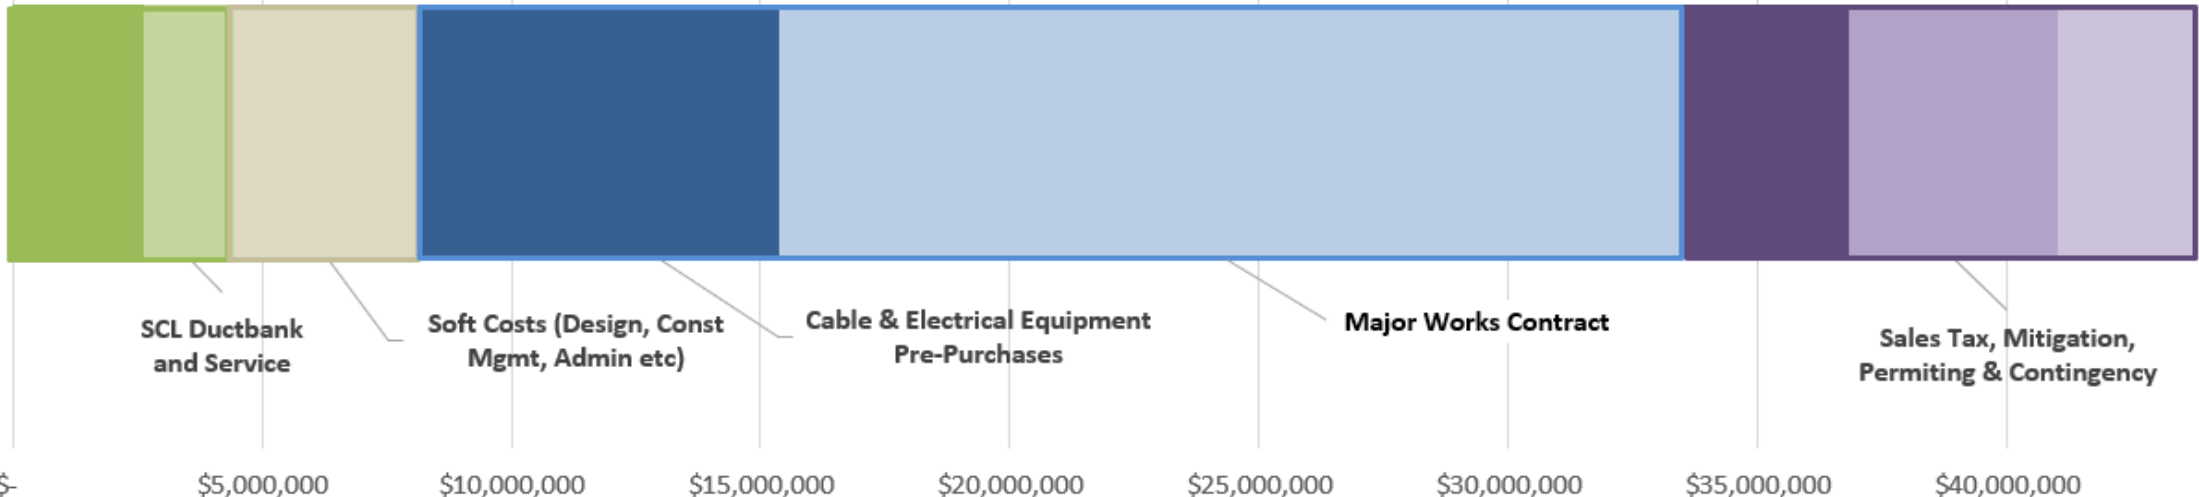 SCL Ductbank
and Service
Soft Costs (Design, Const
Mgmt, Admin etc)
Cable & Electrical Equipment
Pre-Purchases
Major Works Contract
Sales Tax, Mitigation,
Permiting & Contingency
$-
$5,000,000
$10,000,000
$15,000,000
$20,000,000
$25,000,000
$30,000,000
$35,000,000
$40,000,000